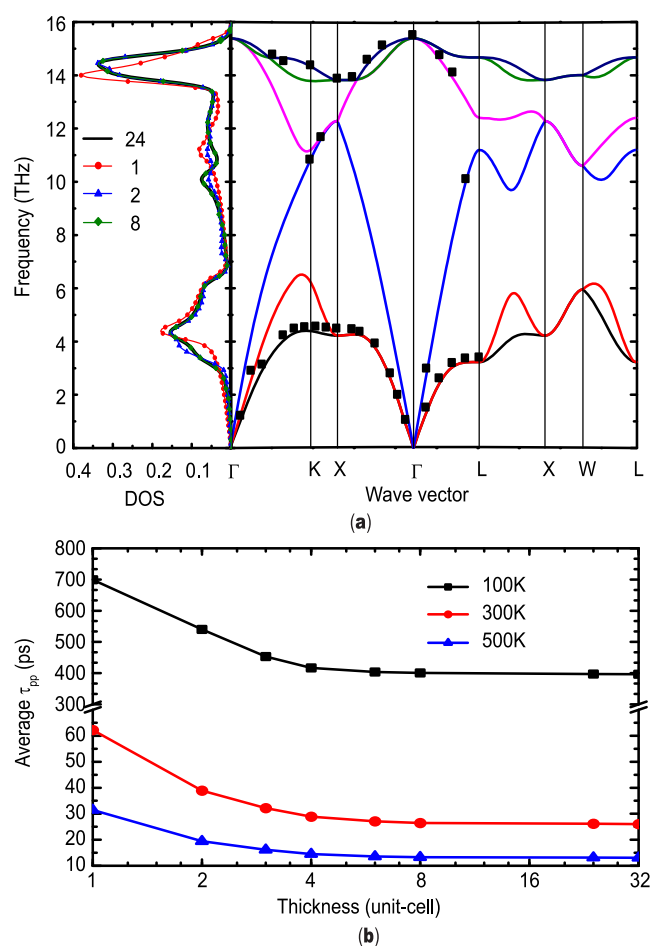 (a)
16
14
12
10
8
6
4
2
0
Frequency (THz)
24
1
2
8
0.4 0.3 0.2 0.1 Γ K X Γ L X W L
DOS Wave vector
(a)
800
700
600
500
400
300
60
50
40
30
20
10
Average τpp (ps)
100K
300K
500K
1 2 4 8 16 32
Thickness (unit-cell)
(b)